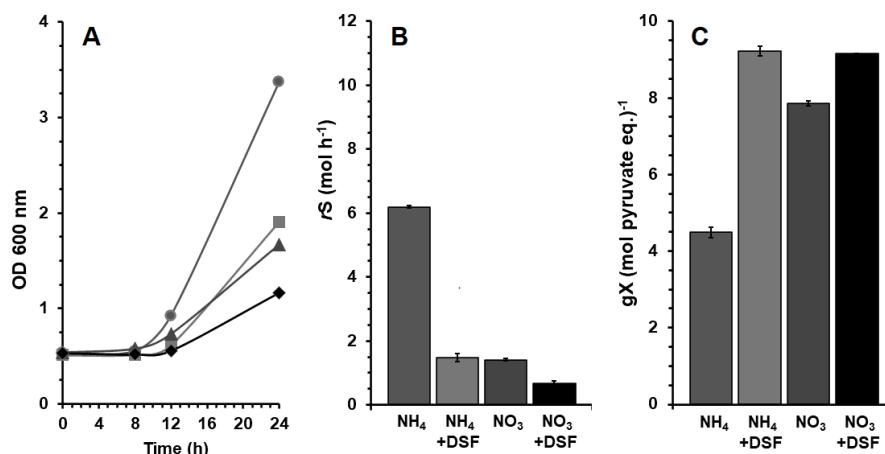 A
OD 600 nm
4
3
2
1
0
0 4 8 12 16 20 24
Time (h)
B
rS (mol h⁻¹)
12
10
8
6
4
2
0
NH₄ NH₄ NO₃ NO₃
+DSF +DSF
C
gX (mol pyruvate eq.)⁻¹
10
8
6
4
2
0
NH₄ NH₄ NO₃ NO₃
+DSF +DSF